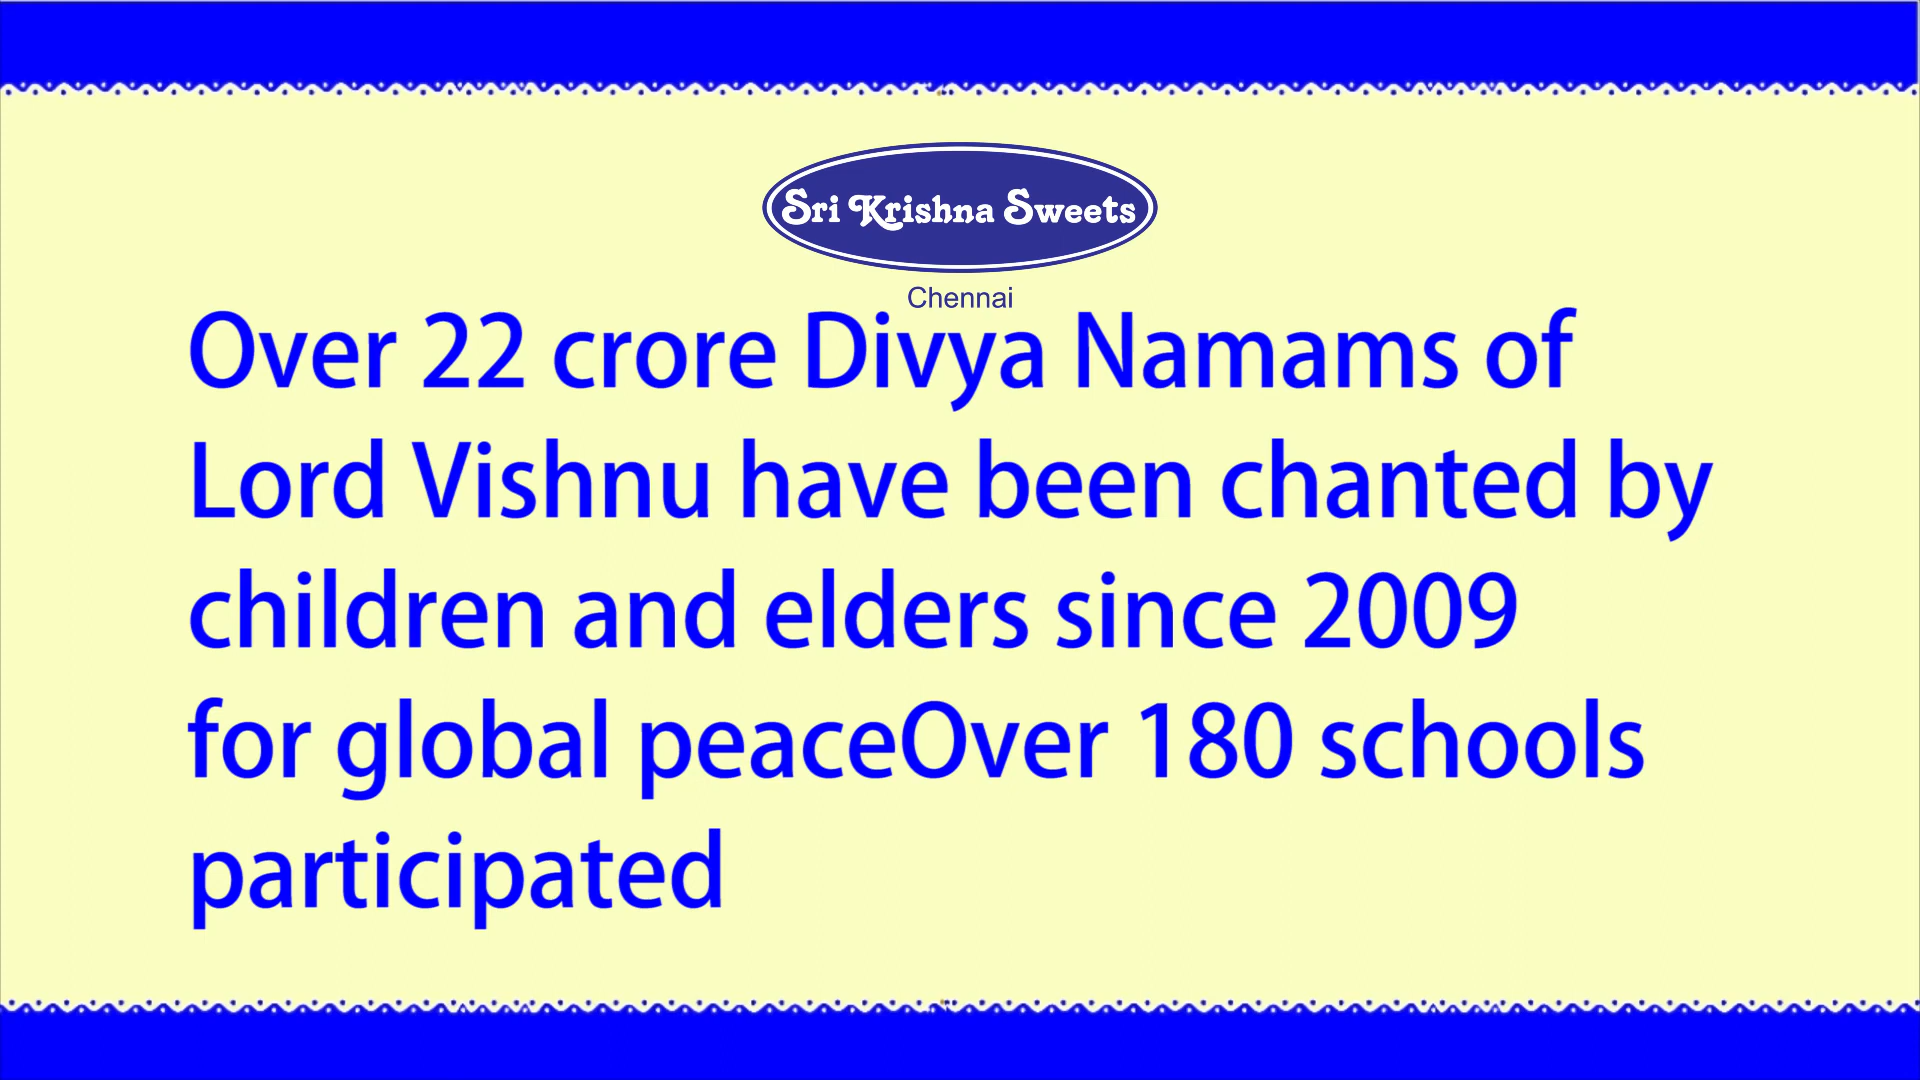 Sri Krishna Sweets
Chennai
Over 22 crore Divya Namams of
Lord Vishnu have been chanted by
children and elders since 2009
for global peaceOver 180 schools
participated